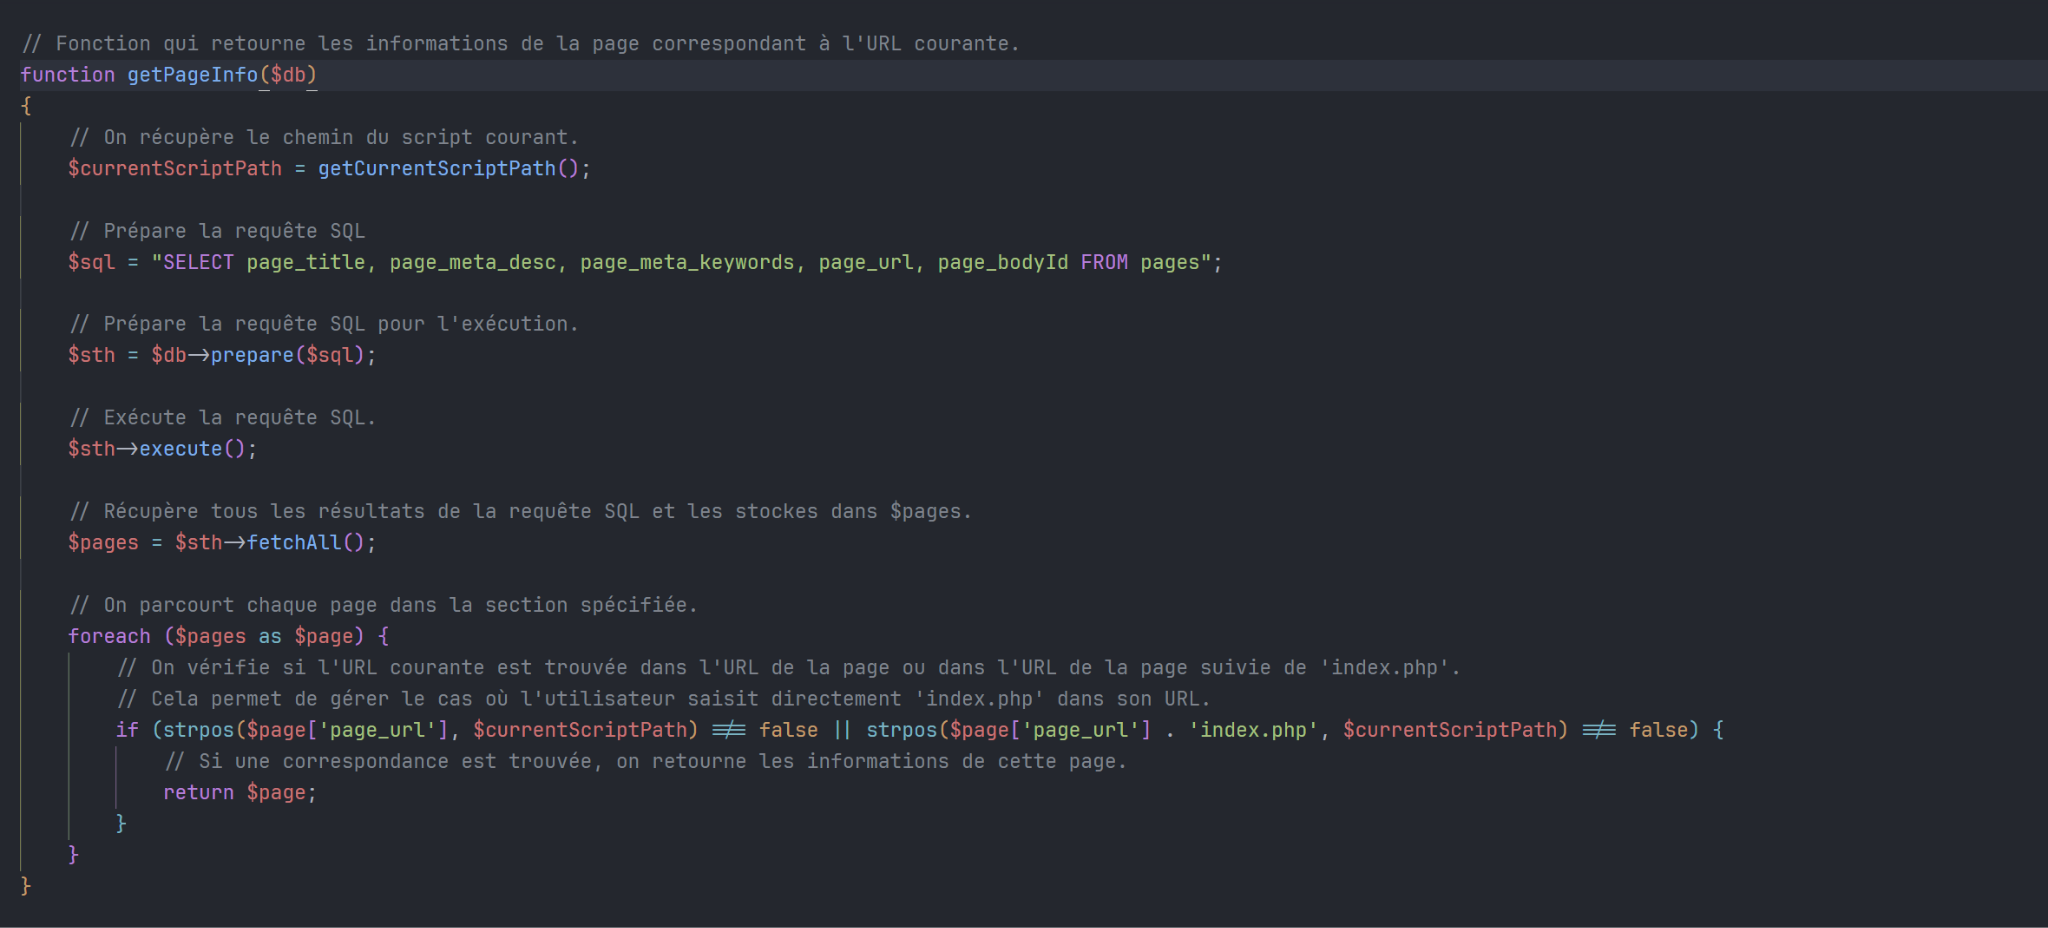 // Fonction qui retourne les informations de la page correspondant à l'URL courante.
function getPageInfo($db)
{
    // On récupère le chemin du script courant.
    $currentScriptPath = getCurrentScriptPath();

    // Prépare la requête SQL
    $sql = "SELECT page_title, page_meta_desc, page_meta_keywords, page_url, page_bodyId FROM pages";

    // Prépare la requête SQL pour l'exécution.
    $sth = $db->prepare($sql);

    // Exécute la requête SQL.
    $sth->execute();

    // Récupère tous les résultats de la requête SQL et les stockes dans $pages.
    $pages = $sth->fetchAll();

    // On parcourt chaque page dans la section spécifiée.
    foreach ($pages as $page) {
        // On vérifie si l'URL courante est trouvée dans l'URL de la page ou dans l'URL de la page suivie de 'index.php'.
        // Cela permet de gérer le cas où l'utilisateur saisit directement 'index.php' dans son URL.
        if (strpos($page['page_url'], $currentScriptPath) !== false || strpos($page['page_url'] . 'index.php', $currentScriptPath) !== false) {
            // Si une correspondance est trouvée, on retourne les informations de cette page.
            return $page;
        }
    }
}